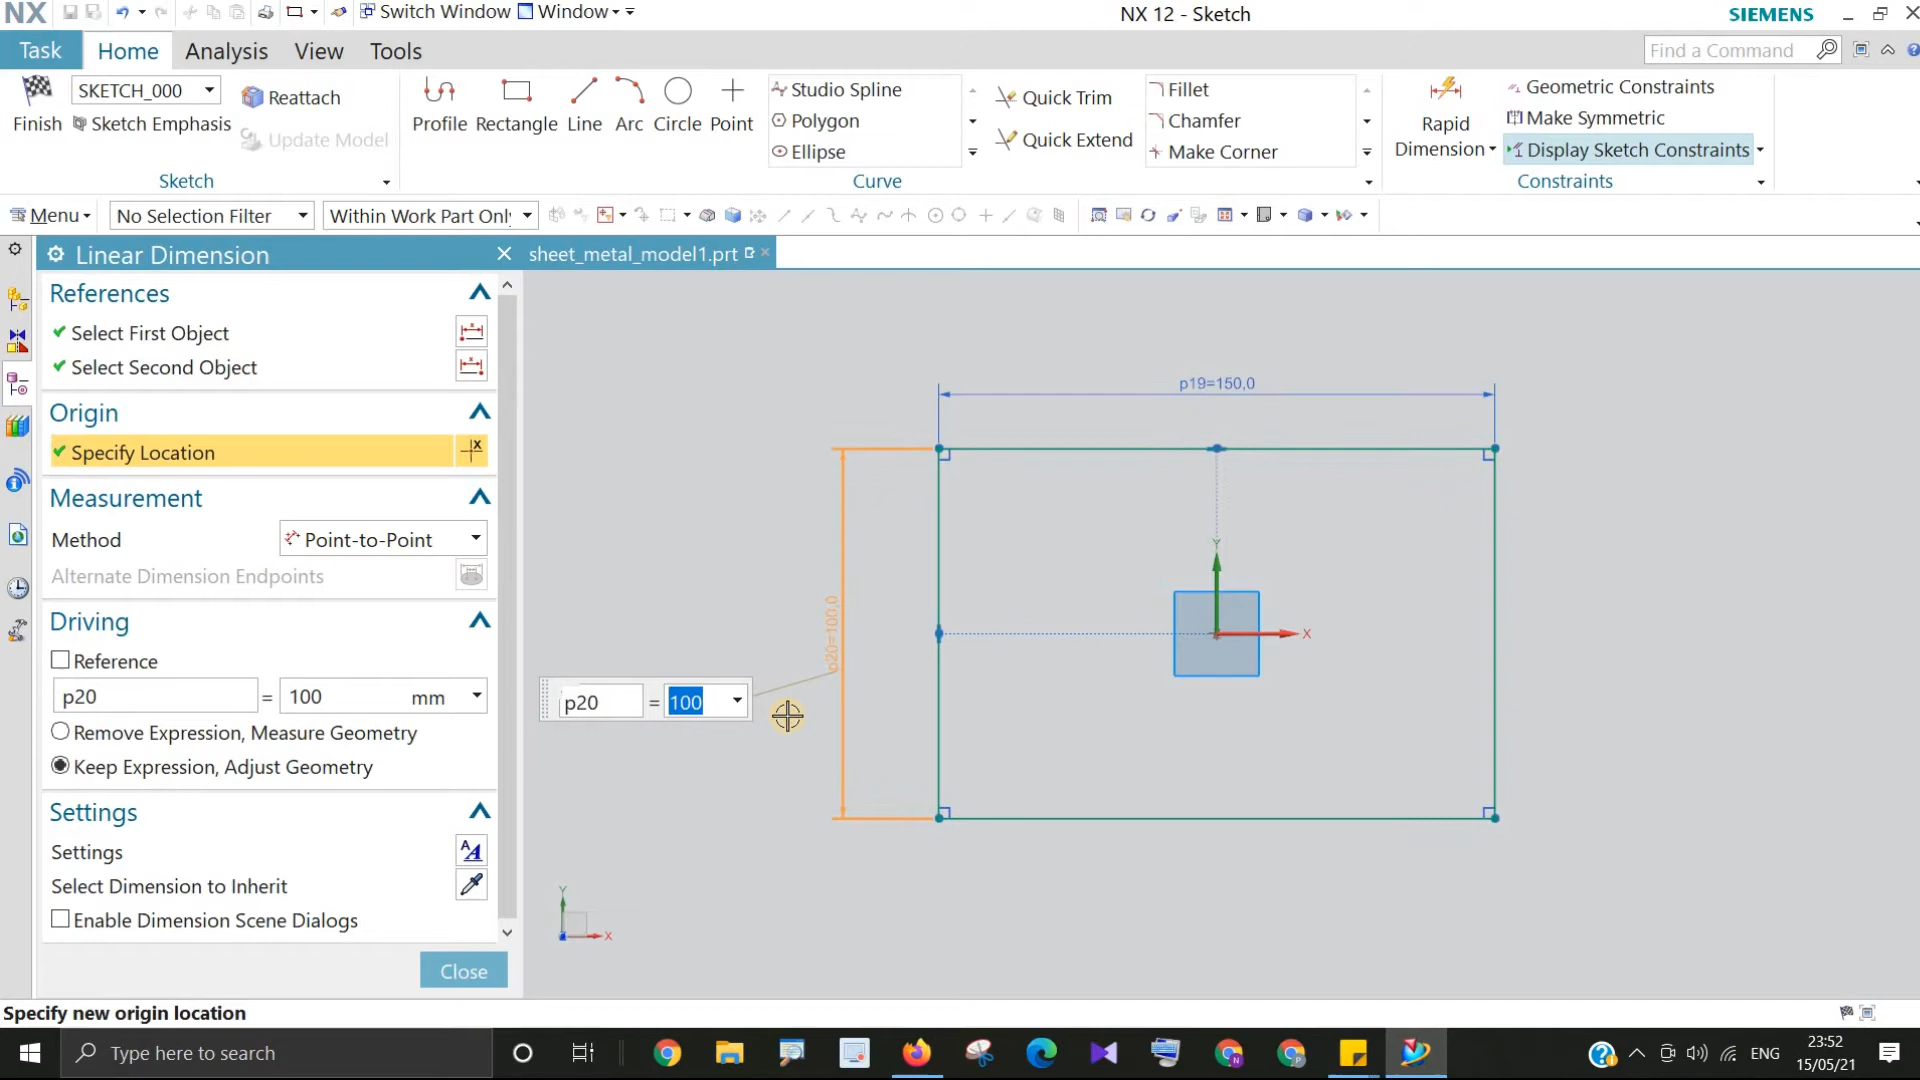 NX Switch Window Window NX 12 - Sketch SIEMENS
Task Home Analysis View Tools Find a Command
SKETCH_000 Reattach Studio Spline Quick Trim Fillet Geometric Constraints
Finish Sketch Emphasis Update Model Profile Rectangle Line Arc Circle Point Polygon Quick Extend Chamfer Rapid Dimension Make Symmetric
Ellipse Make Corner Display Sketch Constraints
Sketch Curve Constraints
Menu No Selection Filter Within Work Part Only
Linear Dimension sheet_metal_model1.prt
References
Select First Object
Select Second Object
Origin
Specify Location
Measurement
Method Point-to-Point
Alternate Dimension Endpoints
Driving
Reference
p20 = 100 mm
Remove Expression, Measure Geometry
Keep Expression, Adjust Geometry
Settings
Settings
Select Dimension to Inherit
Enable Dimension Scene Dialogs
Close
p19=150,0
p20=100,0
p20 = 100
Y
X
Y
X
Specify new origin location
Type here to search ENG 23:52
15/05/21